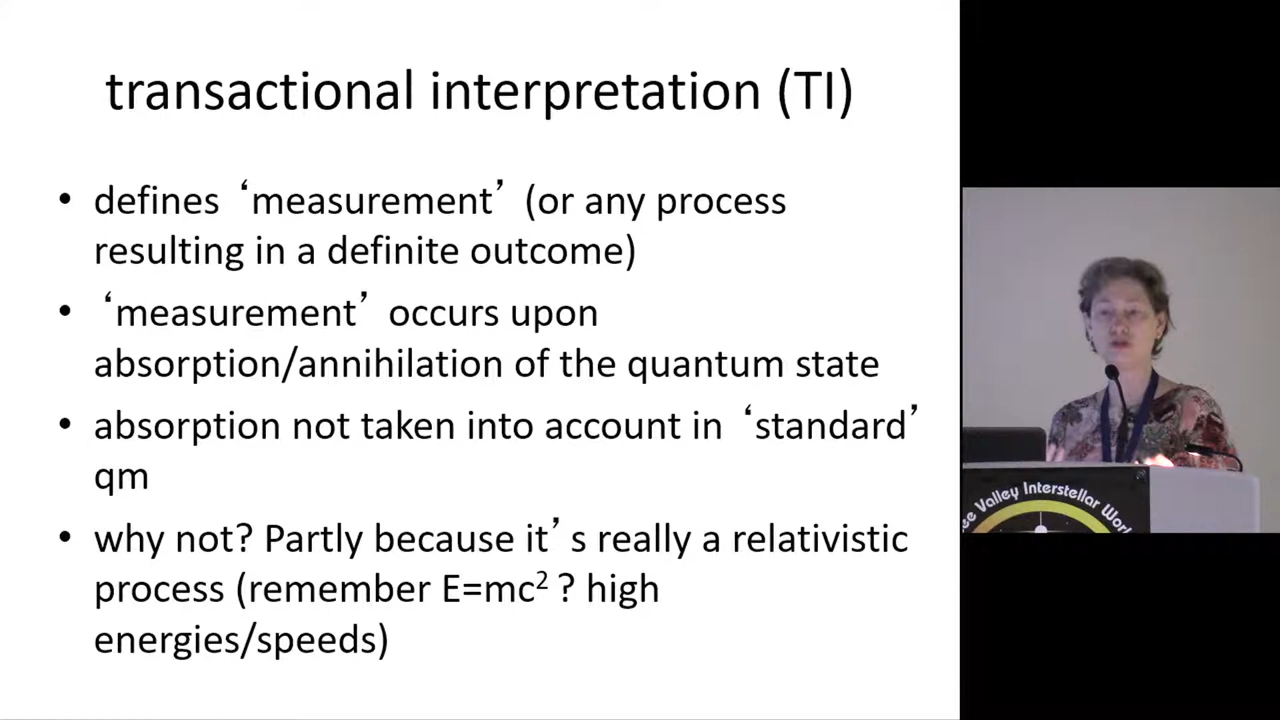 transactional interpretation (TI)
• defines ‘measurement’ (or any process
resulting in a definite outcome)
• ‘measurement’ occurs upon
absorption/annihilation of the quantum state
• absorption not taken into account in ‘standard’
qm
• why not? Partly because it’s really a relativistic
process (remember E=mc² ? high
energies/speeds)
Valley Interstellar